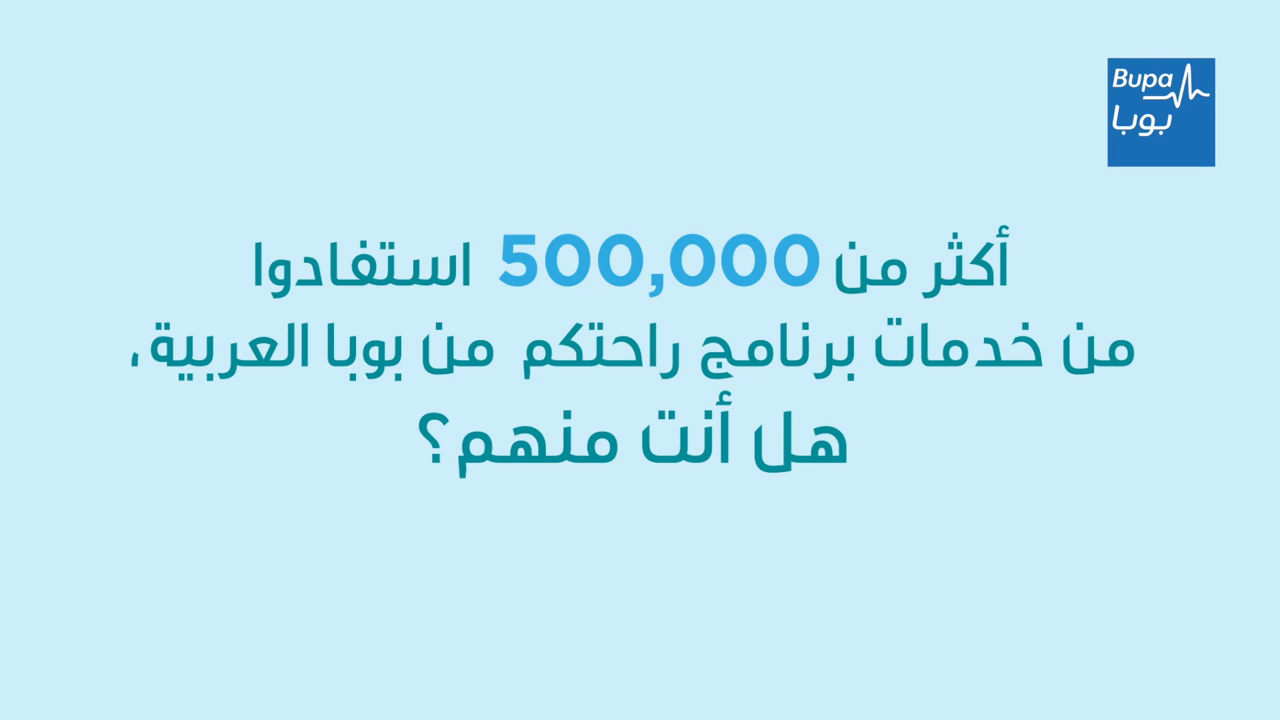 Bupa
بوبا
أكثر من 500,000 استفادوا
من خدمات برنامج راحتكم من بوبا العربية،
هل أنت منهم؟